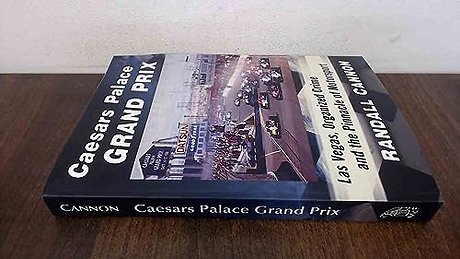 Caesars Palace
GRAND PRIX
DATSUN
Las Vegas, Organized Crime
and the Pinnacle of Motorsport
RANDALL CANNON
CANNON Caesars Palace Grand Prix